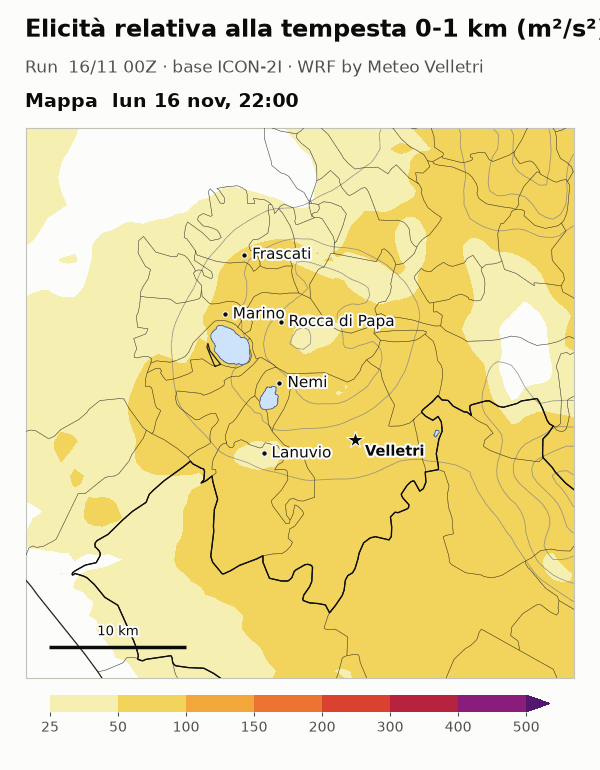 Elicità relativa alla tempesta 0-1 km (m²/s²)
Run  16/11 00Z · base ICON-2I · WRF by Meteo Velletri
Mappa  lun 16 nov, 22:00
Frascati
Marino
Rocca di Papa
Nemi
Velletri
Lanuvio
10 km
25 50 100 150 200 300 400 500